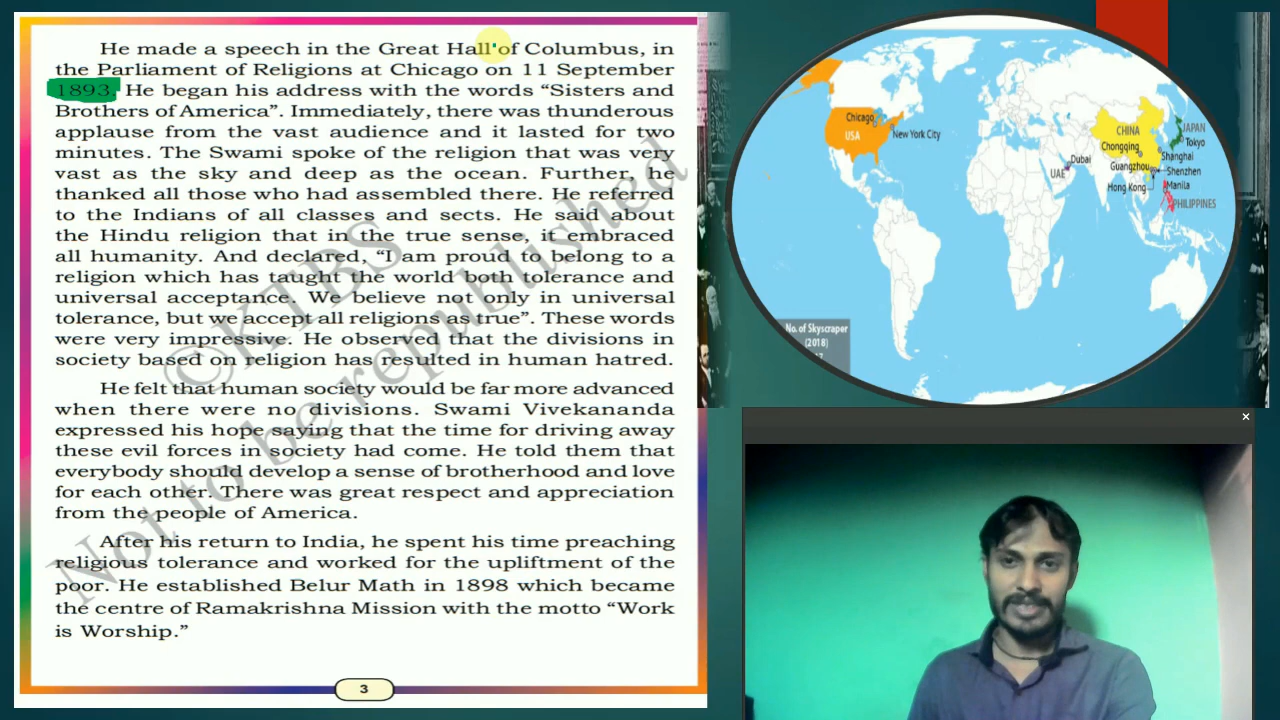 He made a speech in the Great Hall of Columbus, in
the Parliament of Religions at Chicago on 11 September
1893. He began his address with the words “Sisters and
Brothers of America”. Immediately, there was thunderous
applause from the vast audience and it lasted for two
minutes. The Swami spoke of the religion that was very
vast as the sky and deep as the ocean. Further, he
thanked all those who had assembled there. He referred
to the Indians of all classes and sects. He said about
the Hindu religion that in the true sense, it embraced
all humanity. And declared, “I am proud to belong to a
religion which has taught the world both tolerance and
universal acceptance. We believe not only in universal
tolerance, but we accept all religions as true”. These words
were very impressive. He observed that the divisions in
society based on religion has resulted in human hatred.
He felt that human society would be far more advanced
when there were no divisions. Swami Vivekananda
expressed his hope saying that the time for driving away
these evil forces in society had come. He told them that
everybody should develop a sense of brotherhood and love
for each other. There was great respect and appreciation
from the people of America.
After his return to India, he spent his time preaching
religious tolerance and worked for the upliftment of the
poor. He established Belur Math in 1898 which became
the centre of Ramakrishna Mission with the motto “Work
is Worship.”
3
©KTBS
Not to be republished
Chicago
USA
New York City
Dubai
UAE
CHINA
Chongqing
Guangzhou
Hong Kong
JAPAN
Tokyo
Shanghai
Shenzhen
Manila
PHILIPPINES
No. of Skyscraper
(2018)